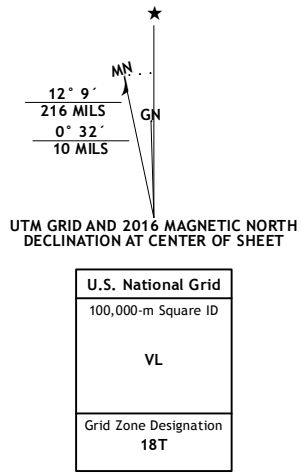 MN
12° 9´
216 MILS
GN
0° 32´
10 MILS
UTM GRID AND 2016 MAGNETIC NORTH
DECLINATION AT CENTER OF SHEET
U.S. National Grid
100,000-m Square ID
VL
Grid Zone Designation
18T